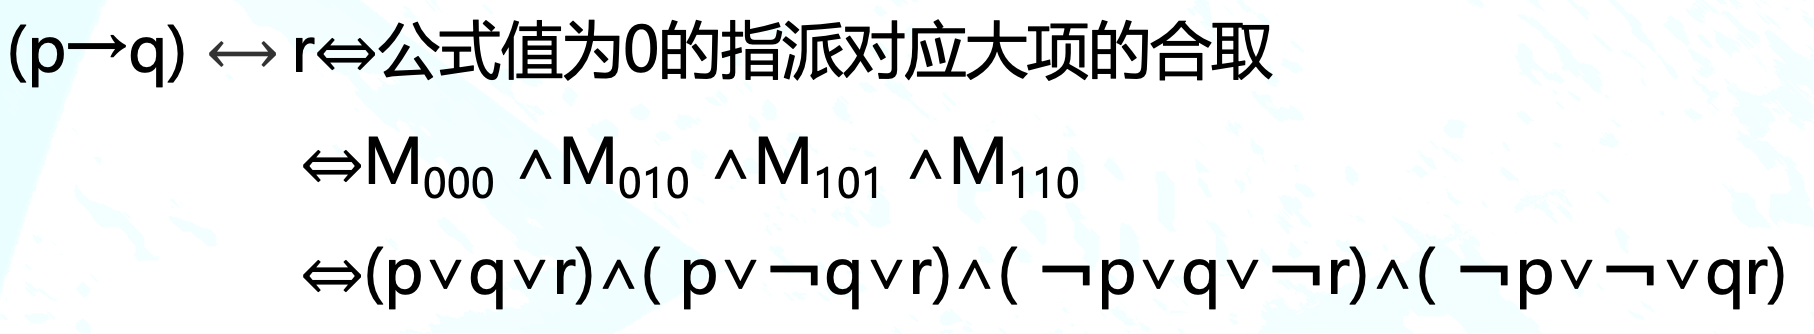 (p→q) ↔ r⇔公式值为0的指派对应大项的合取
⇔M₀₀₀ ∧M₀₁₀ ∧M₁₀₁ ∧M₁₁₀
⇔(p∨q∨r)∧( p∨¬q∨r)∧( ¬p∨q∨¬r)∧( ¬p∨¬∨qr)